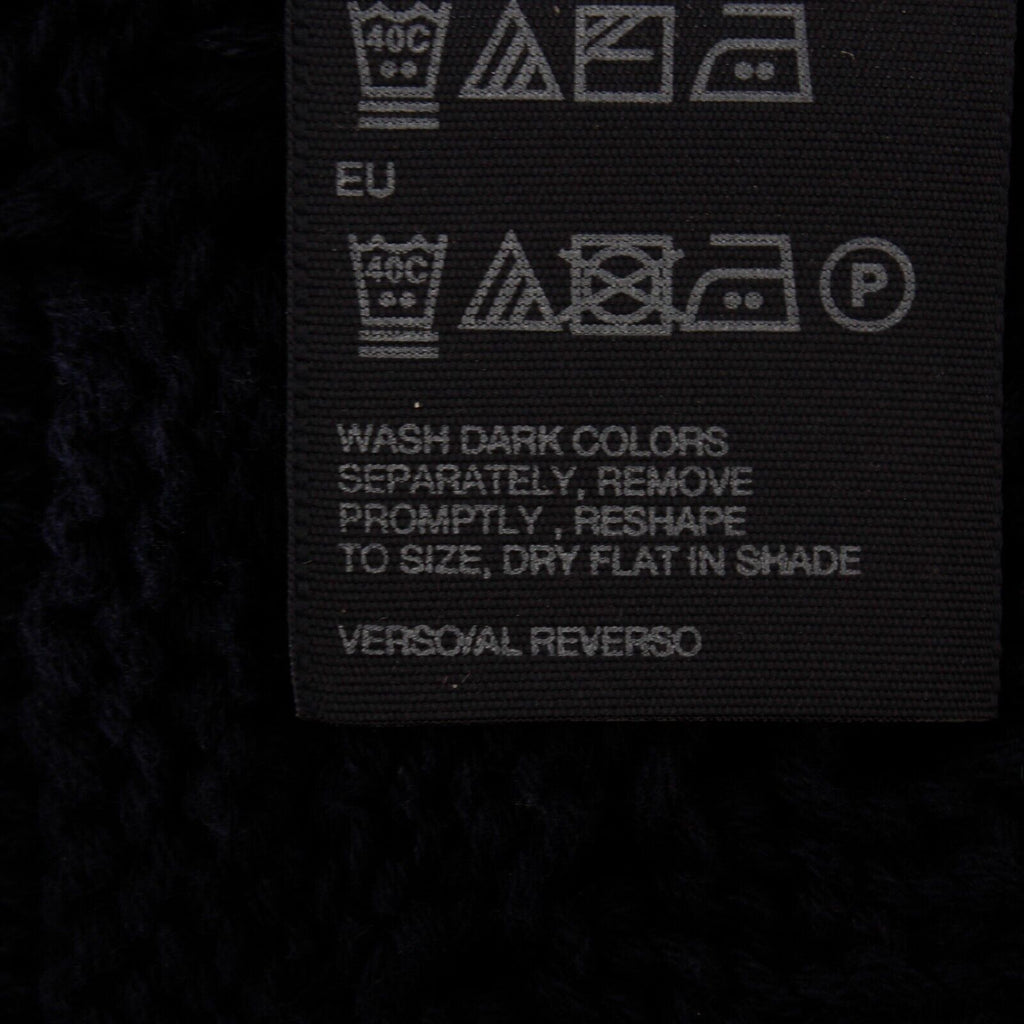 40C
EU
40C P
WASH DARK COLORS
SEPARATELY, REMOVE
PROMPTLY , RESHAPE
TO SIZE, DRY FLAT IN SHADE
VERSO/AL REVERSO